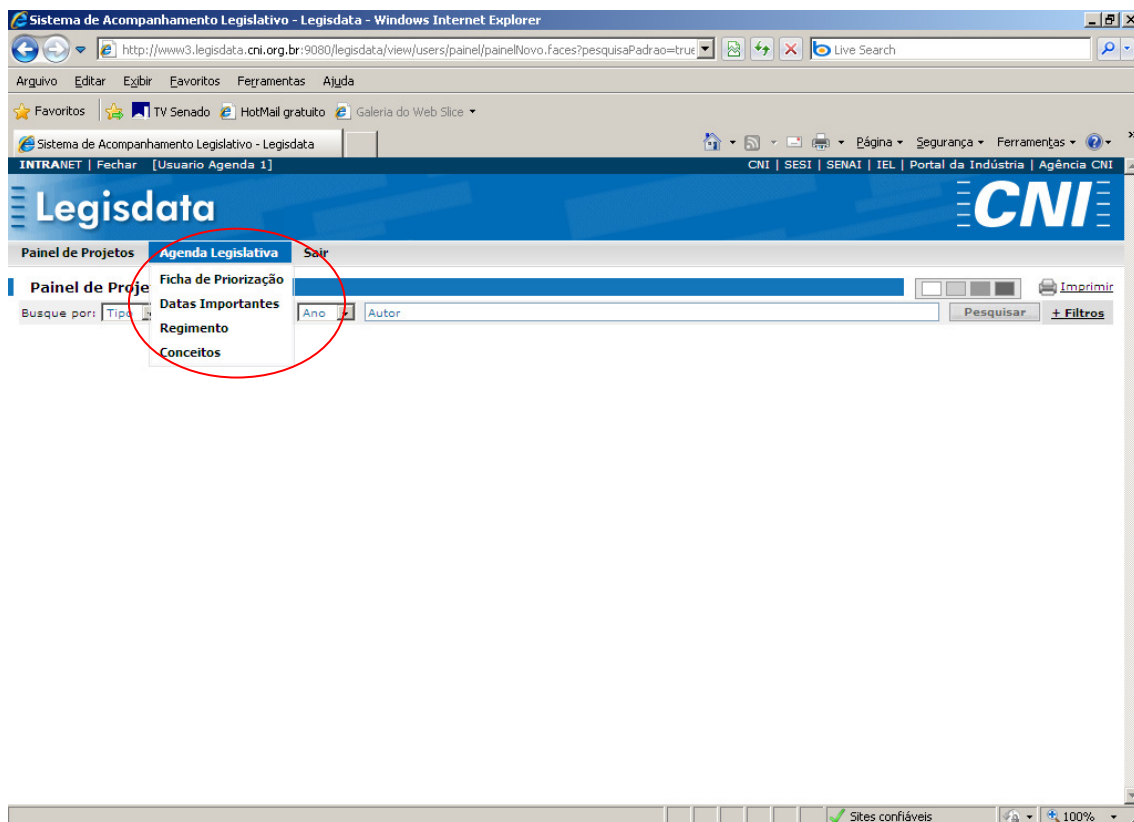 Sistema de Acompanhamento Legislativo - Legisdata - Windows Internet Explorer
http://www3.legisdata.cni.org.br:9080/legisdata/view/users/painel/painelNovo.faces?pesquisaPadrao=true
Live Search
Arquivo Editar Exibir Favoritos Ferramentas Ajuda
Favoritos TV Senado HotMail gratuito Galeria do Web Slice
Sistema de Acompanhamento Legislativo - Legisdata
Página Segurança Ferramentas
INTRANET | Fechar [Usuario Agenda 1] CNI | SESI | SENAI | IEL | Portal da Indústria | Agência CNI
Legisdata CNI
Painel de Projetos Agenda Legislativa Sair
Ficha de Priorização
Datas Importantes
Regimento
Conceitos
Painel de Proje Imprimir
Busque por: Tipo Ano Autor Pesquisar + Filtros
Sites confiáveis 100%